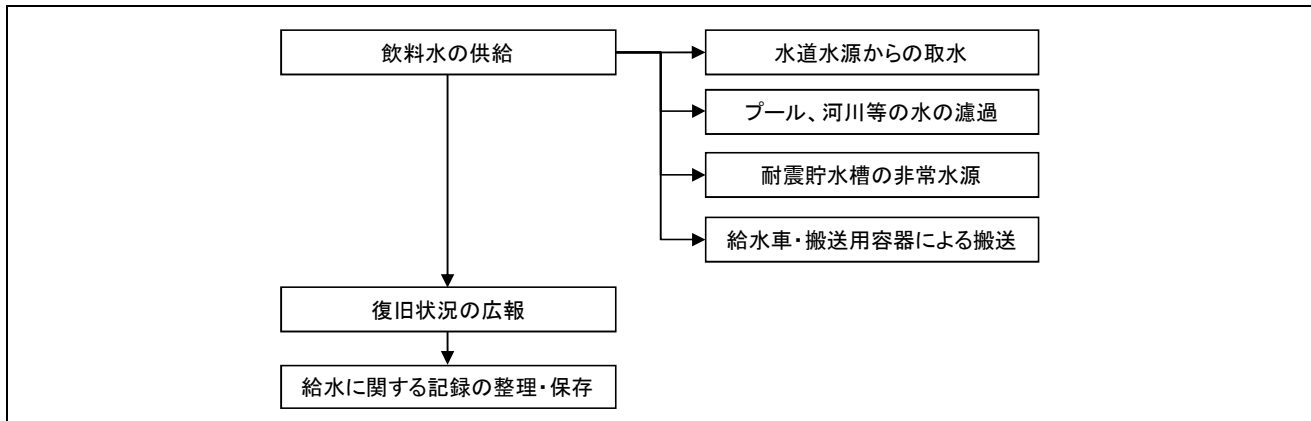 飲料水の供給
水道水源からの取水
プール、河川等の水の濾過
耐震貯水槽の非常水源
給水車・搬送用容器による搬送
復旧状況の広報
給水に関する記録の整理・保存